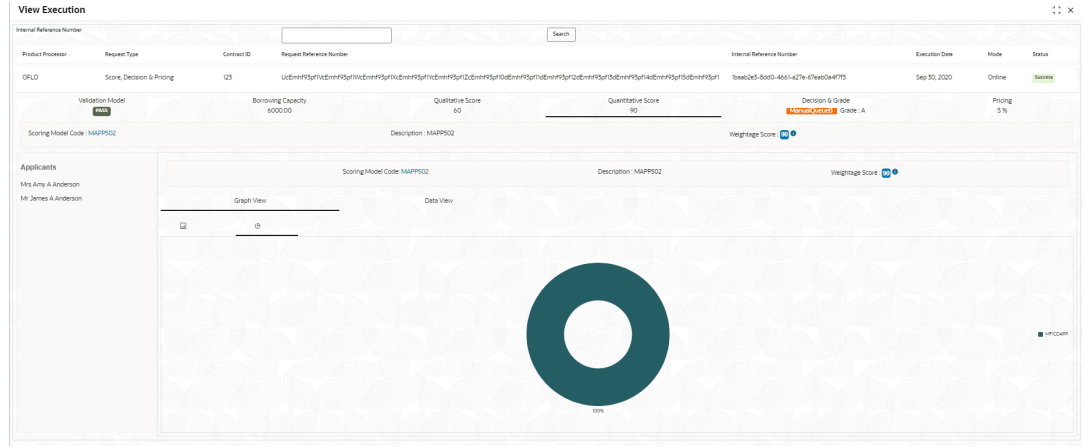 View Execution
Internal Reference Number
Search
Product Processor Request Type Contract ID Request Reference Number Internal Reference Number Execution Date Mode Status
OFLO Score, Decision & Pricing 123 Sep 30, 2020 Online Success
Validation Model Borrowing Capacity Qualitative Score Quantitative Score Decision & Grade Pricing
PASS 6000.00 60 90 ManualQueueB Grade : A 5 %
Scoring Model Code : MAPP502 Description : MAPP502 Weightage Score : 90
Applicants
Mrs Amy A Anderson
Mr James A Anderson
Scoring Model Code: MAPP502 Description : MAPP502 Weightage Score : 90
Graph View Data View
100%